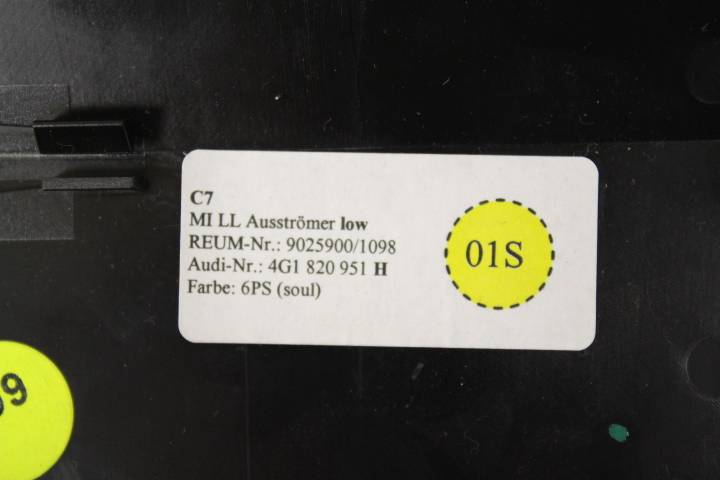 C7
MI LL Ausströmer low
REUM-Nr.: 9025900/1098
Audi-Nr.: 4G1 820 951 H
Farbe: 6PS (soul)
01S